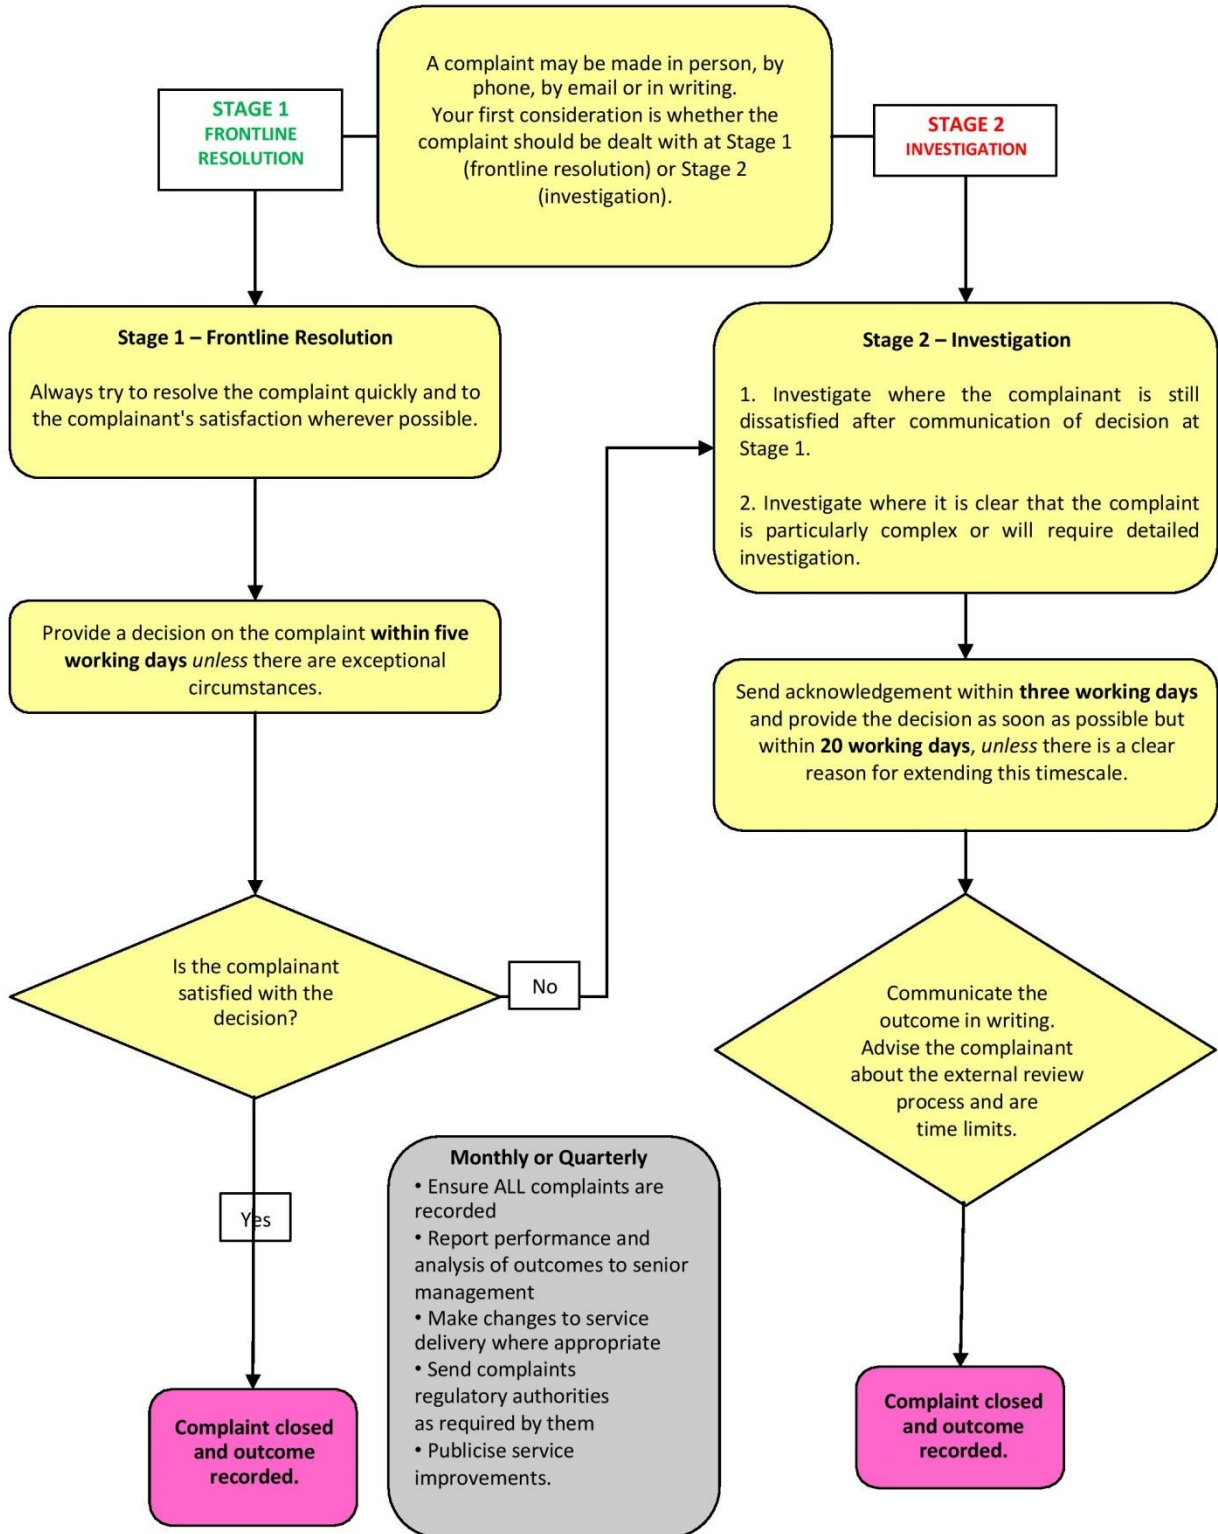 A complaint may be made in person, by
phone, by email or in writing.
Your first consideration is whether the
complaint should be dealt with at Stage 1
(frontline resolution) or Stage 2
(investigation).
STAGE 1
FRONTLINE
RESOLUTION
STAGE 2
INVESTIGATION
Stage 1 – Frontline Resolution
Always try to resolve the complaint quickly and to
the complainant's satisfaction wherever possible.
Provide a decision on the complaint within five
working days unless there are exceptional
circumstances.
Is the complainant
satisfied with the
decision?
No
Yes
Complaint closed
and outcome
recorded.
Stage 2 – Investigation
1. Investigate where the complainant is still
dissatisfied after communication of decision at
Stage 1.
2. Investigate where it is clear that the complaint
is particularly complex or will require detailed
investigation.
Send acknowledgement within three working days
and provide the decision as soon as possible but
within 20 working days, unless there is a clear
reason for extending this timescale.
Communicate the
outcome in writing.
Advise the complainant
about the external review
process and are
time limits.
Complaint closed
and outcome
recorded.
Monthly or Quarterly
• Ensure ALL complaints are
recorded
• Report performance and
analysis of outcomes to senior
management
• Make changes to service
delivery where appropriate
• Send complaints
regulatory authorities
as required by them
• Publicise service
improvements.